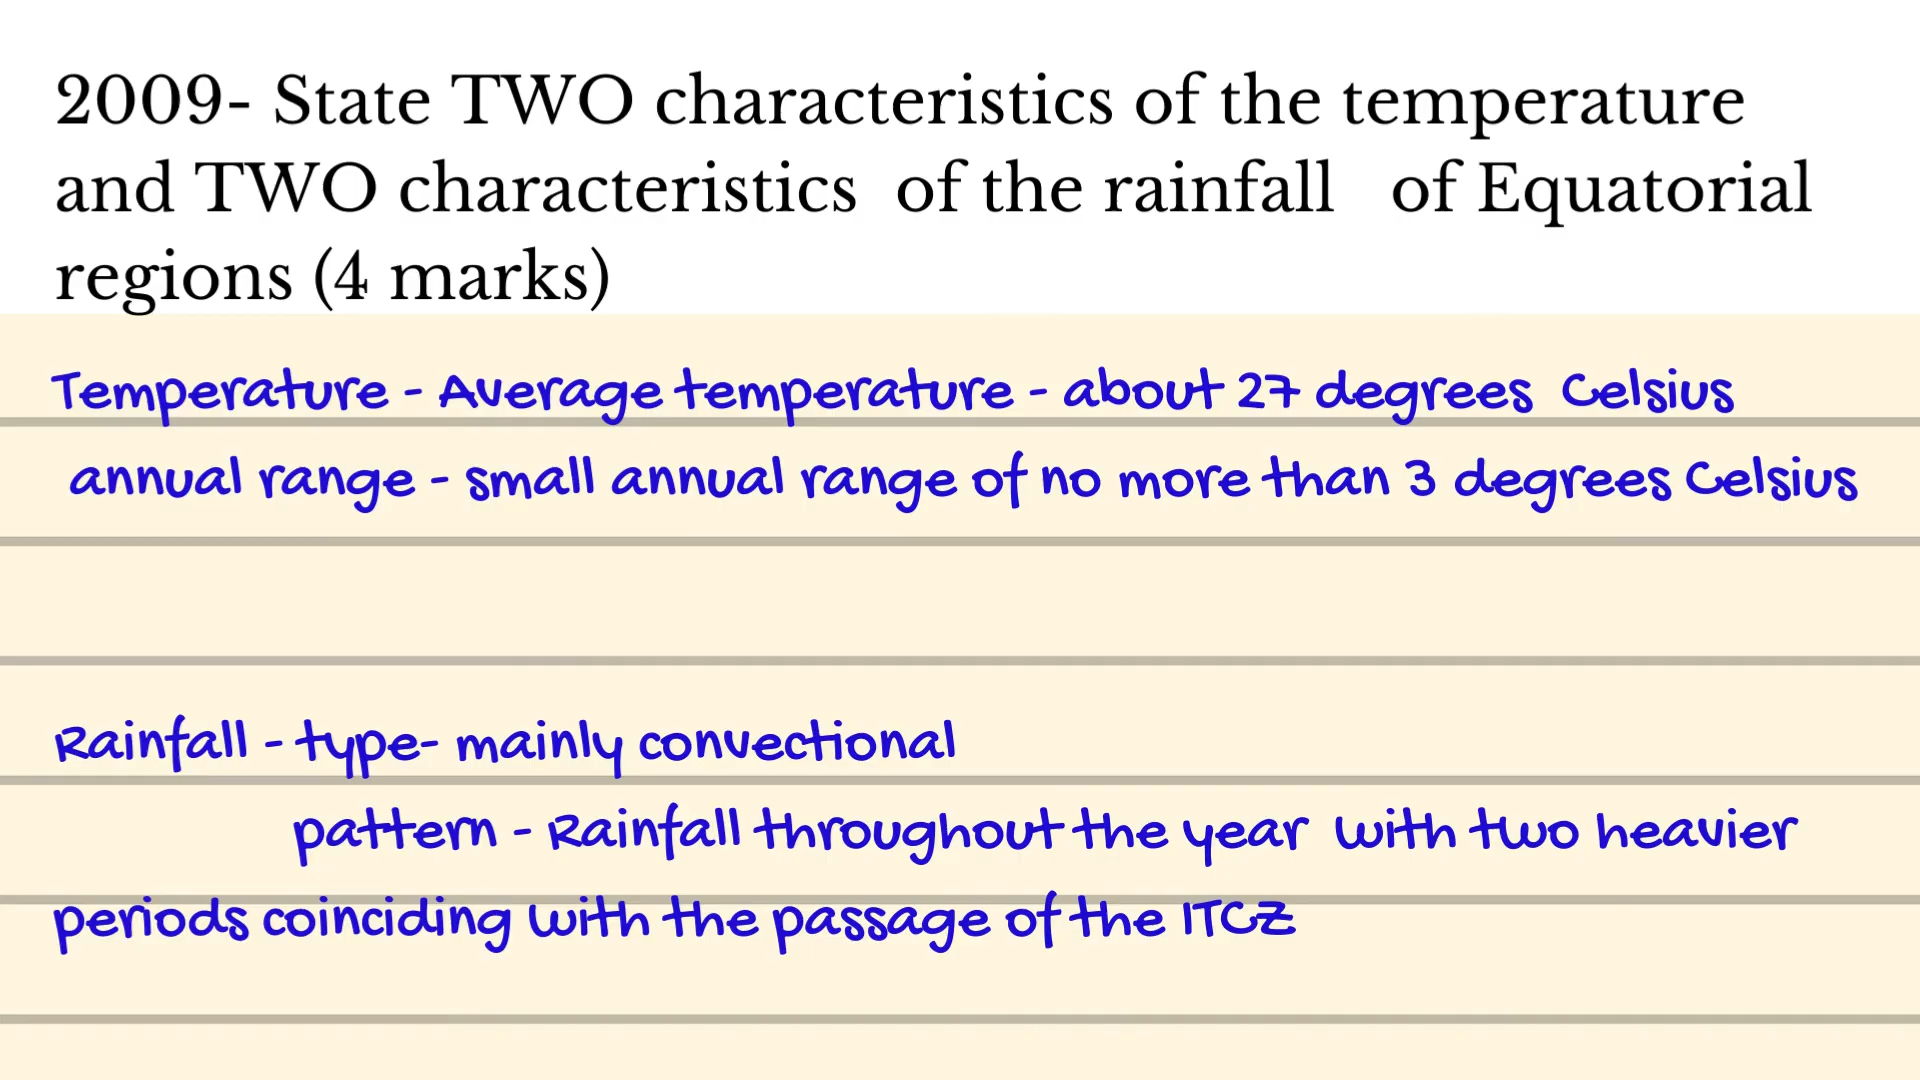 2009- State TWO characteristics of the temperature
and TWO characteristics of the rainfall of Equatorial
regions (4 marks)
Temperature - Average temperature - about 27 degrees Celsius
annual range - small annual range of no more than 3 degrees Celsius
Rainfall - type- mainly convectional
pattern - Rainfall throughout the year with two heavier
periods coinciding with the passage of the ITCZ